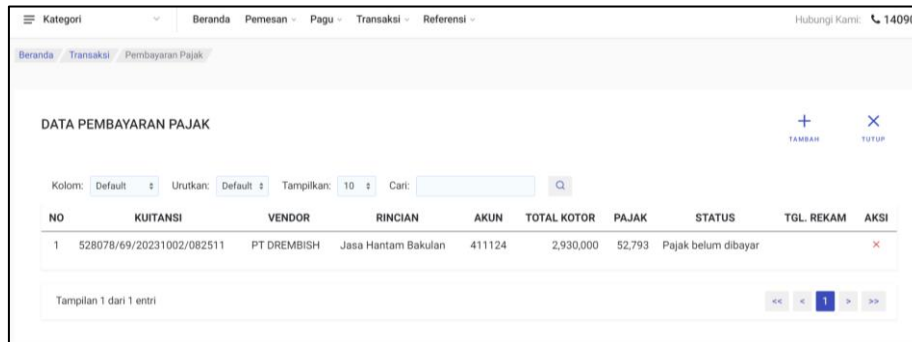 Kategori Beranda Pemesan Pagu Transaksi Referensi Hubungi Kami: 14090
Beranda / Transaksi / Pembayaran Pajak
DATA PEMBAYARAN PAJAK
TAMBAH TUTUP
Kolom: Default Urutkan: Default Tampilkan: 10 Cari:
NO KUITANSI VENDOR RINCIAN AKUN TOTAL KOTOR PAJAK STATUS TGL. REKAM AKSI
1 528078/69/20231002/082511 PT DREMBISH Jasa Hantam Bakulan 411124 2,930,000 52,793 Pajak belum dibayar
Tampilan 1 dari 1 entri << < 1 > >>